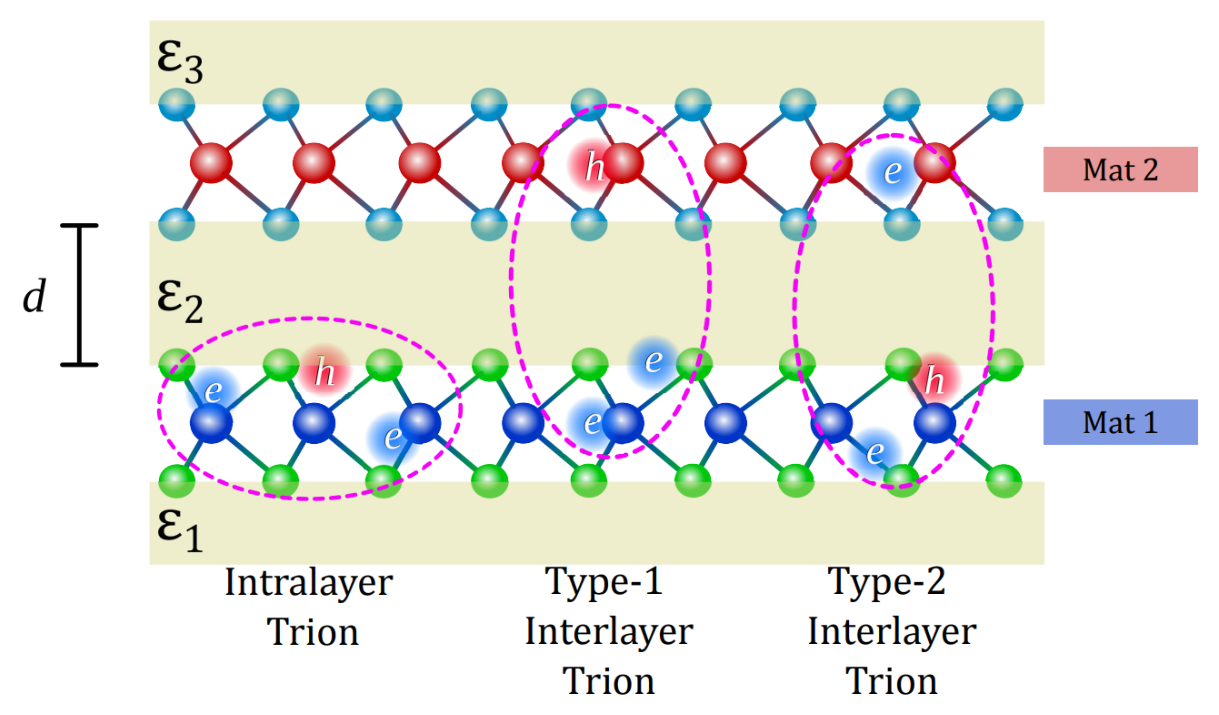 ε3
h
e
Mat 2
d
ε2
e
h
e
h
e
e
e
Mat 1
ε1
Intralayer
Trion
Type-1
Interlayer
Trion
Type-2
Interlayer
Trion